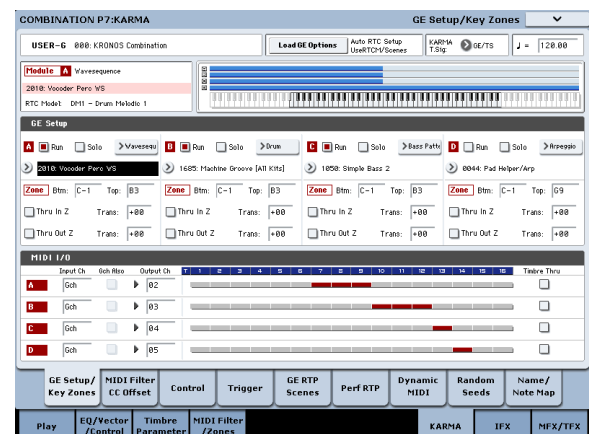 COMBINATION P7:KARMA GE Setup/Key Zones
USER-G 000: KRONOS Combination Load GE Options Auto RTC Setup UseRTCM/Scenes KARMA T.Sig: GE/TS ♩ = 120.00
Module A Wavesequence
2010: Vocoder Perc WS
RTC Model: DM1 - Drum Melodic 1
A
B
C
D
GE Setup
A Run Solo Wavesequ B Run Solo Drum C Run Solo Bass Patte D Run Solo Arpeggio
2010: Vocoder Perc WS 1685: Machine Groove [All Kits] 1050: Simple Bass 2 0044: Pad Helper/Arp
Zone Btm: C-1 Top: B3 Zone Btm: C-1 Top: B3 Zone Btm: C-1 Top: B3 Zone Btm: C-1 Top: G9
Thru In Z Trans: +00 Thru In Z Trans: +00 Thru In Z Trans: +00 Thru In Z Trans: +00
Thru Out Z Trans: +00 Thru Out Z Trans: +00 Thru Out Z Trans: +00 Thru Out Z Trans: +00
MIDI I/O
Input Ch Gch Also Output Ch T 1 2 3 4 5 6 7 8 9 10 11 12 13 14 15 16 Timbre Thru
A Gch 02
B Gch 03
C Gch 04
D Gch 05
GE Setup/ Key Zones MIDI Filter CC Offset Control Trigger GE RTP Scenes Perf RTP Dynamic MIDI Random Seeds Name/ Note Map
Play EQ/Vector /Control Timbre Parameter MIDI Filter /Zones KARMA IFX MFX/TFX